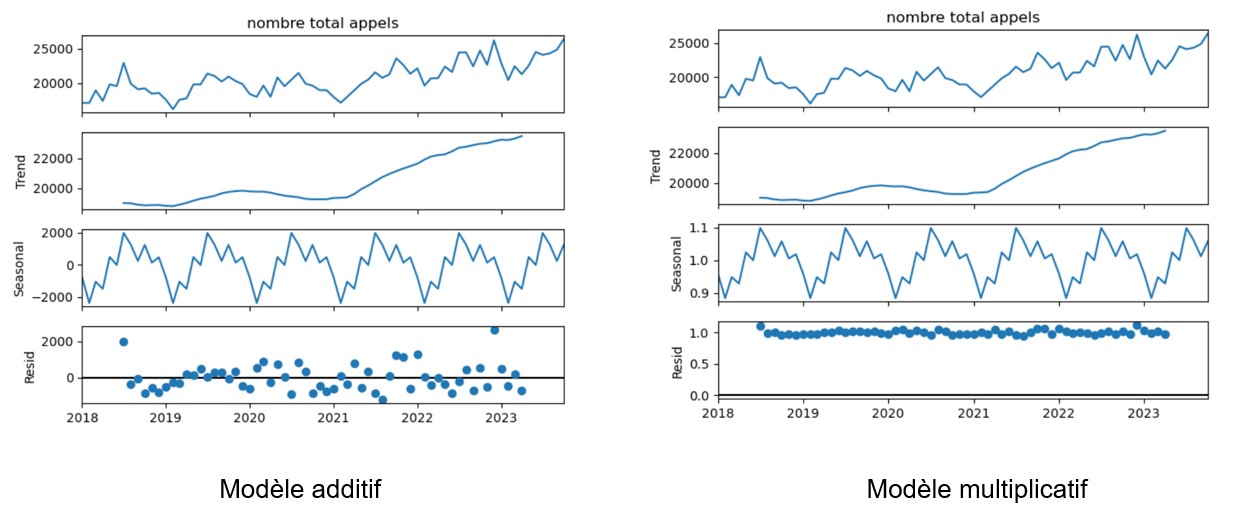 nombre total appels
25000
20000
Trend
22000
20000
Seasonal
2000
0
−2000
Resid
2000
0
2018 2019 2020 2021 2022 2023
Modèle additif
nombre total appels
25000
20000
Trend
22000
20000
Seasonal
1.1
1.0
0.9
Resid
1.0
0.5
0.0
2018 2019 2020 2021 2022 2023
Modèle multiplicatif